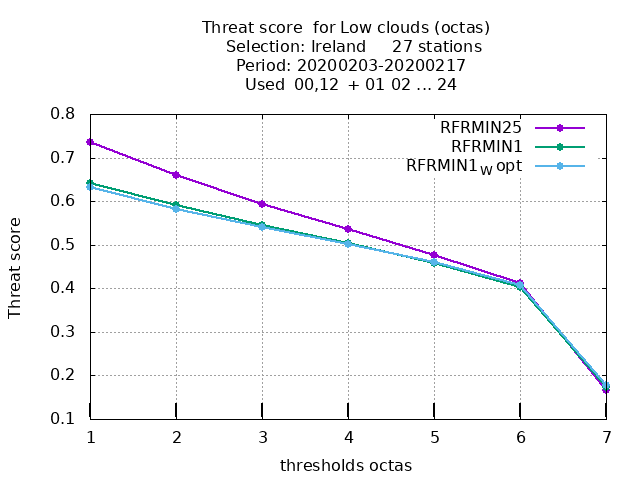 Threat score for Low clouds (octas)
Selection: Ireland 27 stations
Period: 20200203-20200217
Used 00,12 + 01 02 ... 24
RFRMIN25
RFRMIN1
RFRMIN1W opt
0.8
0.7
0.6
0.5
0.4
0.3
0.2
0.1
Threat score
1 2 3 4 5 6 7
thresholds octas